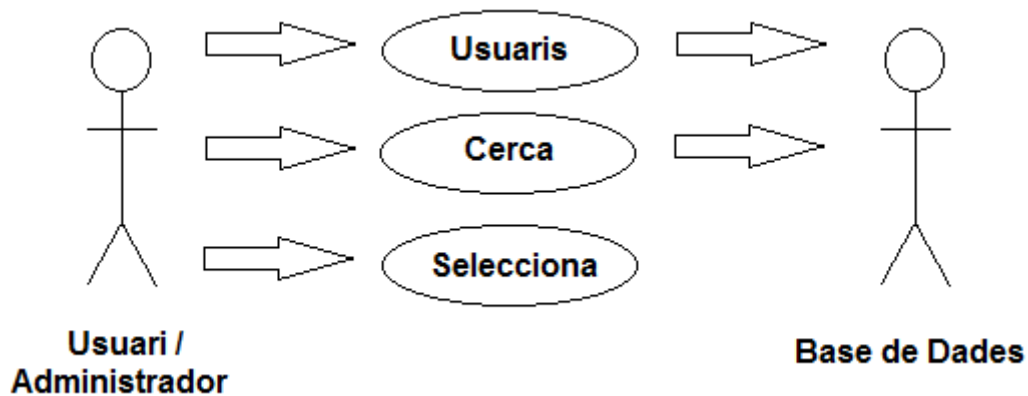 Usuaris
Cerca
Selecciona
Usuari /
Administrador
Base de Dades